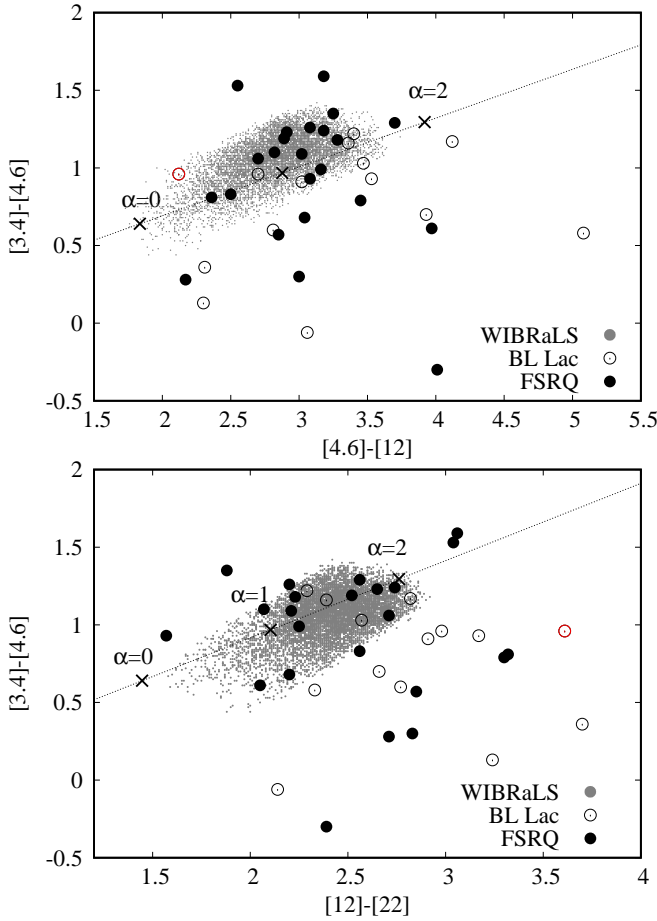 2
1.5
1
0.5
0
-0.5
[3.4]-[4.6]
α=0
α=2
WIBRaLS
BL Lac
FSRQ
1.5 2 2.5 3 3.5 4 4.5 5 5.5
[4.6]-[12]
2
1.5
1
0.5
0
-0.5
[3.4]-[4.6]
α=0
α=1
α=2
WIBRaLS
BL Lac
FSRQ
1.5 2 2.5 3 3.5 4
[12]-[22]